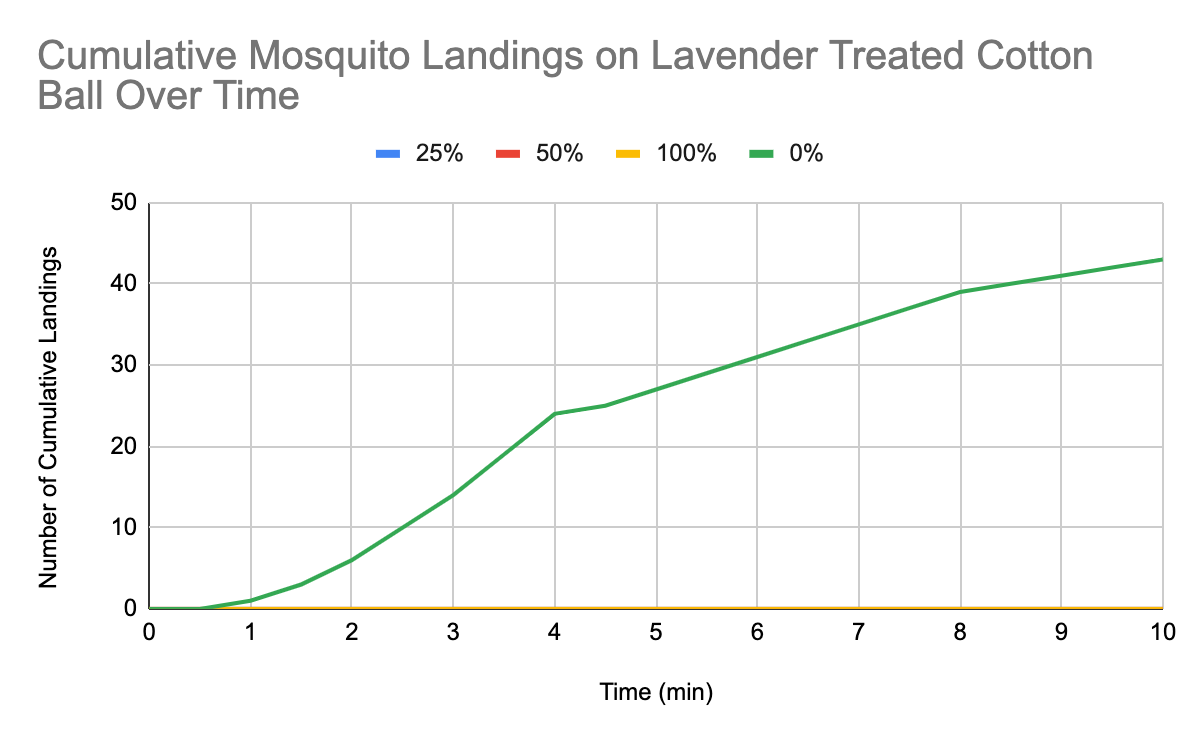 Cumulative Mosquito Landings on Lavender Treated Cotton
Ball Over Time
25% 50% 100% 0%
50
40
30
20
10
0
Number of Cumulative Landings
0 1 2 3 4 5 6 7 8 9 10
Time (min)